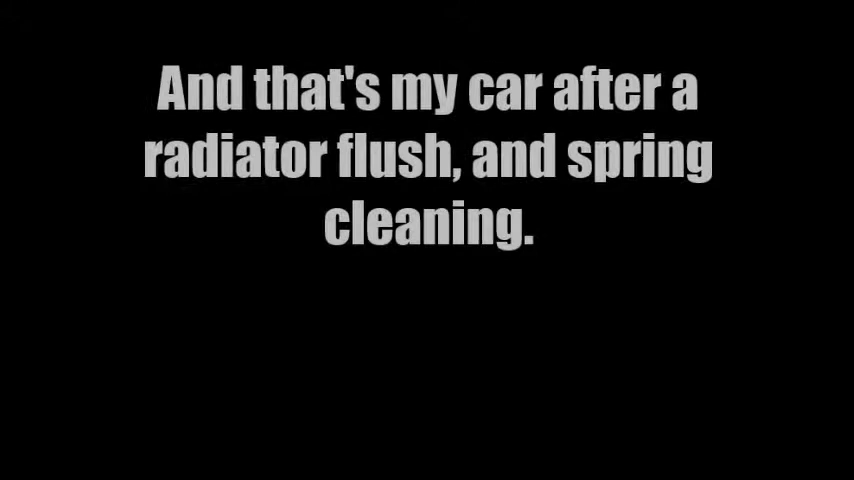 And that's my car after a
radiator flush, and spring
cleaning.